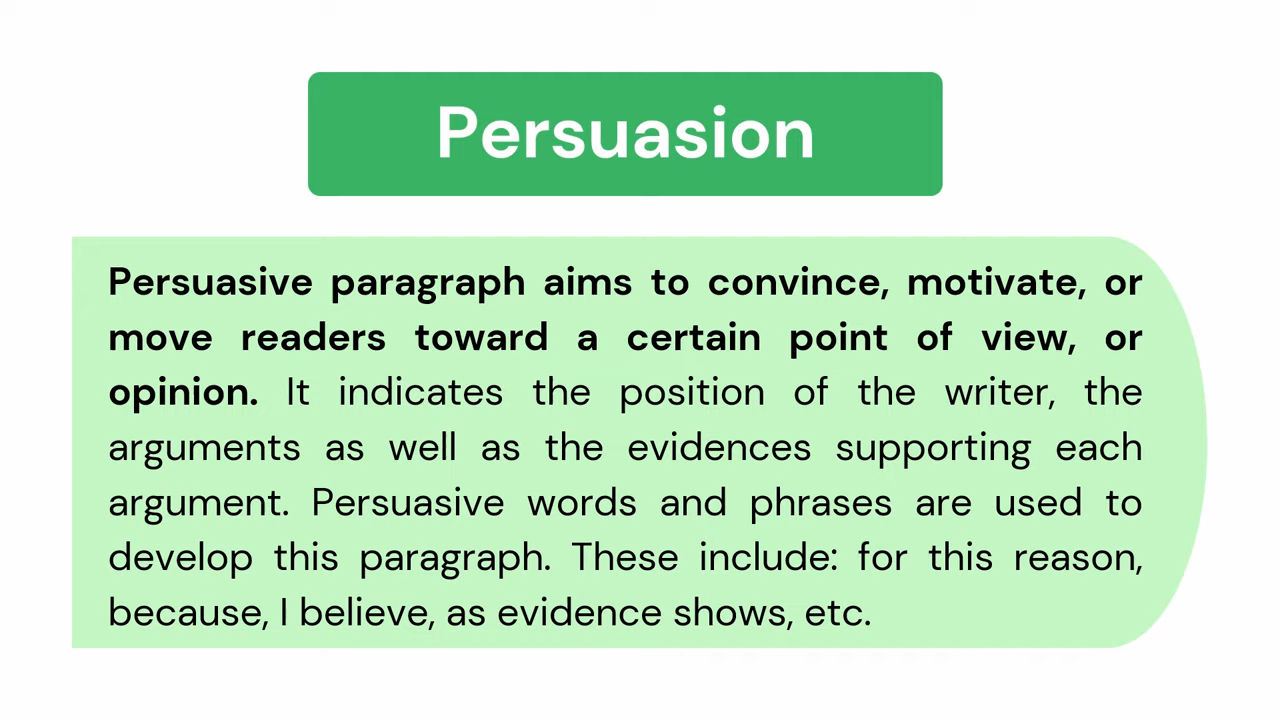 Persuasion
Persuasive paragraph aims to convince, motivate, or
move readers toward a certain point of view, or
opinion. It indicates the position of the writer, the
arguments as well as the evidences supporting each
argument. Persuasive words and phrases are used to
develop this paragraph. These include: for this reason,
because, I believe, as evidence shows, etc.